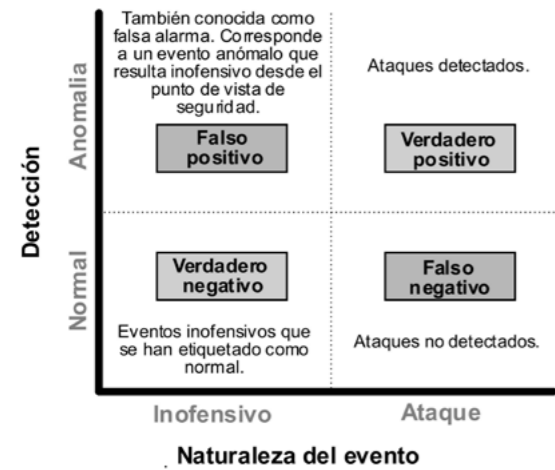 También conocida como
falsa alarma. Corresponde
a un evento anómalo que
resulta inofensivo desde el
punto de vista de
seguridad.
Ataques detectados.
Falso
positivo
Verdadero
positivo
Detección
Anomalia
Normal
Verdadero
negativo
Falso
negativo
Eventos inofensivos que
se han etiquetado como
normal.
Ataques no detectados.
Inofensivo
Ataque
Naturaleza del evento